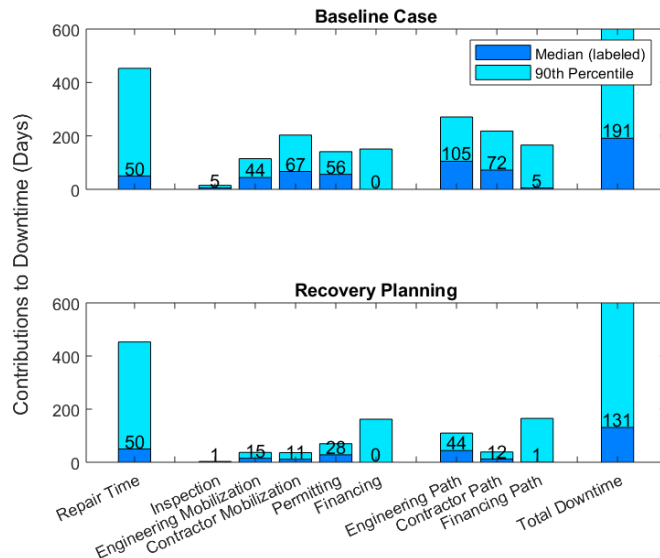 Baseline Case
600
400
200
0
Median (labeled)
90th Percentile
50
5
44
67
56
0
105
72
5
191
Contributions to Downtime (Days)
Recovery Planning
600
400
200
0
50
1
15
11
28
0
44
12
1
131
Repair Time
Inspection
Engineering Mobilization
Contractor Mobilization
Permitting
Financing
Engineering Path
Contractor Path
Financing Path
Total Downtime